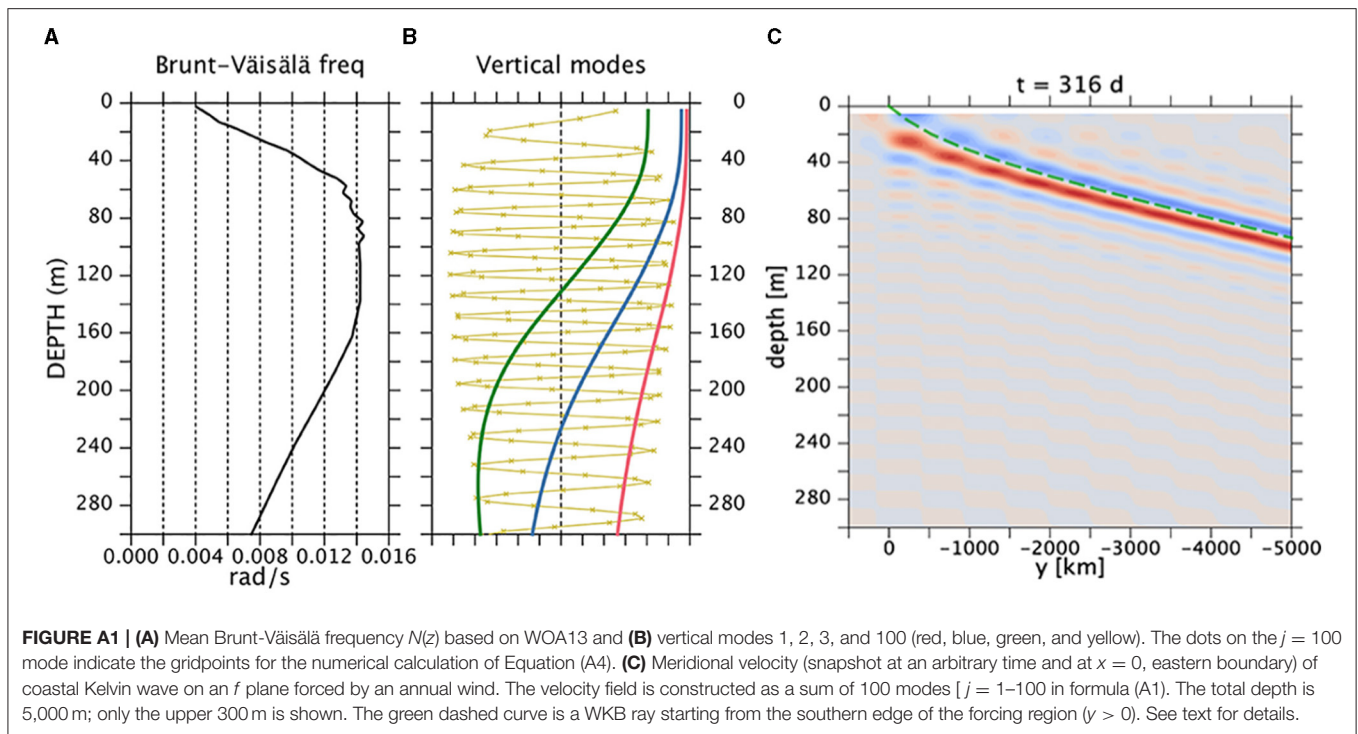 A
B
C
Brunt-Väisälä freq
Vertical modes
t = 316 d
0
40
80
120
160
200
240
280
DEPTH (m)
0.000 0.004 0.008 0.012 0.016
rad/s
0
40
80
120
160
200
240
280
0
40
80
120
160
200
240
280
depth [m]
0 -1000 -2000 -3000 -4000 -5000
y [km]
FIGURE A1 | (A) Mean Brunt-Väisälä frequency N(z) based on WOA13 and (B) vertical modes 1, 2, 3, and 100 (red, blue, green, and yellow). The dots on the j = 100
mode indicate the gridpoints for the numerical calculation of Equation (A4). (C) Meridional velocity (snapshot at an arbitrary time and at x = 0, eastern boundary) of
coastal Kelvin wave on an f plane forced by an annual wind. The velocity field is constructed as a sum of 100 modes [ j = 1–100 in formula (A1). The total depth is
5,000 m; only the upper 300 m is shown. The green dashed curve is a WKB ray starting from the southern edge of the forcing region (y > 0). See text for details.